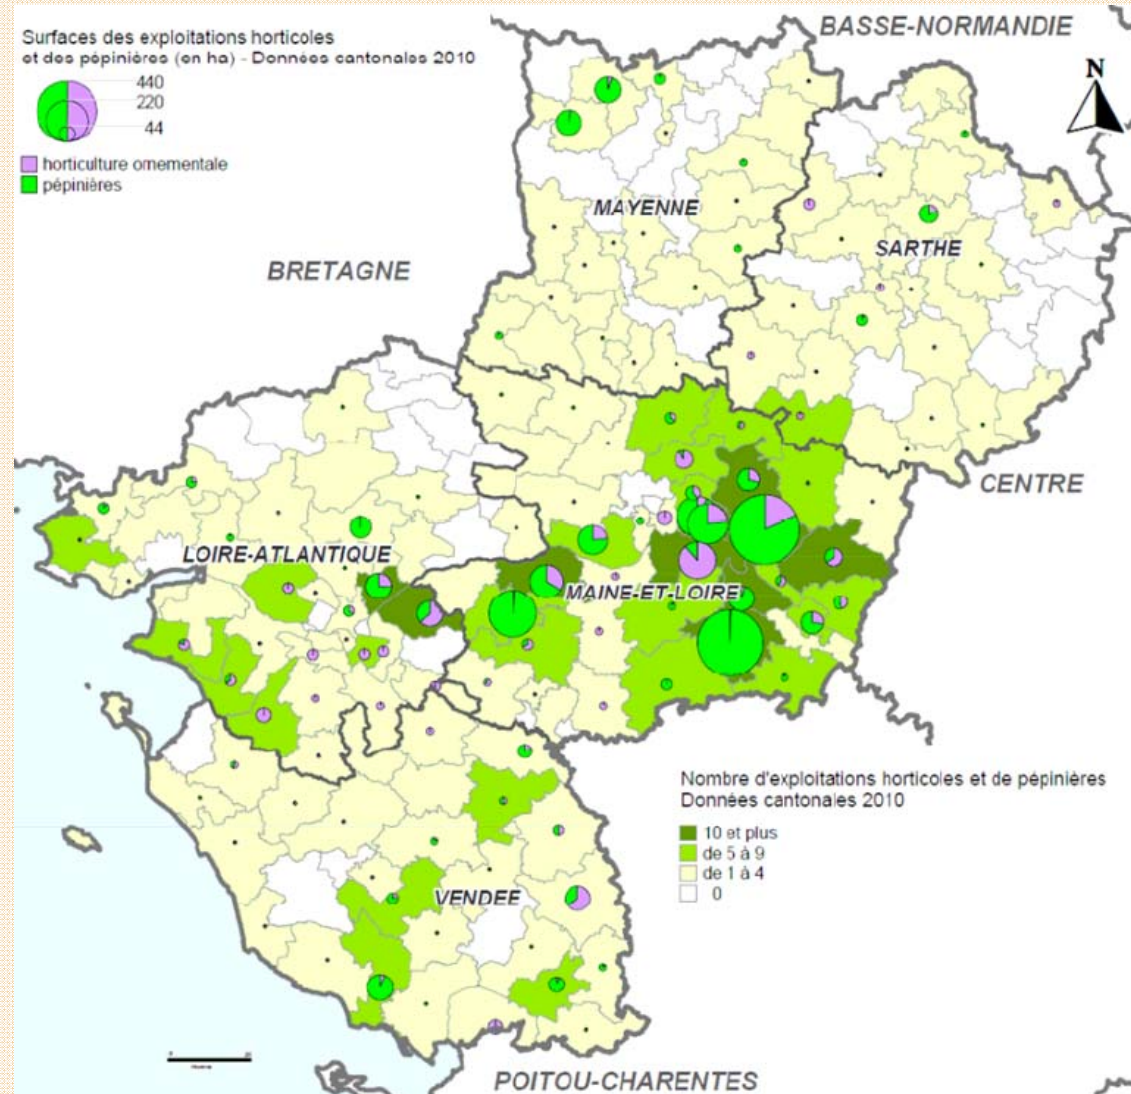 BASSE-NORMANDIE
Surfaces des exploitations horticoles
et des pépinières (en ha) - Données cantonales 2010
440
220
44
horticulture ornementale
pépinières
N
MAYENNE
SARTHE
BRETAGNE
CENTRE
LOIRE-ATLANTIQUE
MAINE-ET-LOIRE
Nombre d'exploitations horticoles et de pépinières
Données cantonales 2010
10 et plus
de 5 à 9
de 1 à 4
0
VENDEE
POITOU-CHARENTES